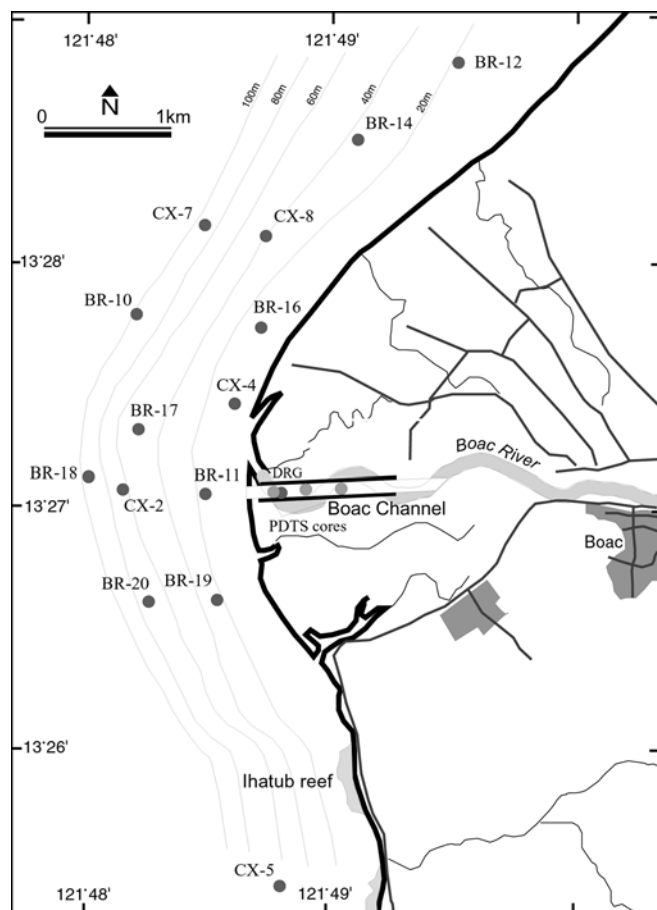 121°48'
121°49'
BR-12
100m
80m
60m
40m
20m
N
0
1km
BR-14
CX-7
CX-8
13°28'
BR-10
BR-16
CX-4
BR-17
Boac River
BR-18
BR-11
DRG
CX-2
13°27'
Boac Channel
PDTS cores
Boac
BR-20
BR-19
13°26'
Ihatub reef
CX-5
121°48'
121°49'